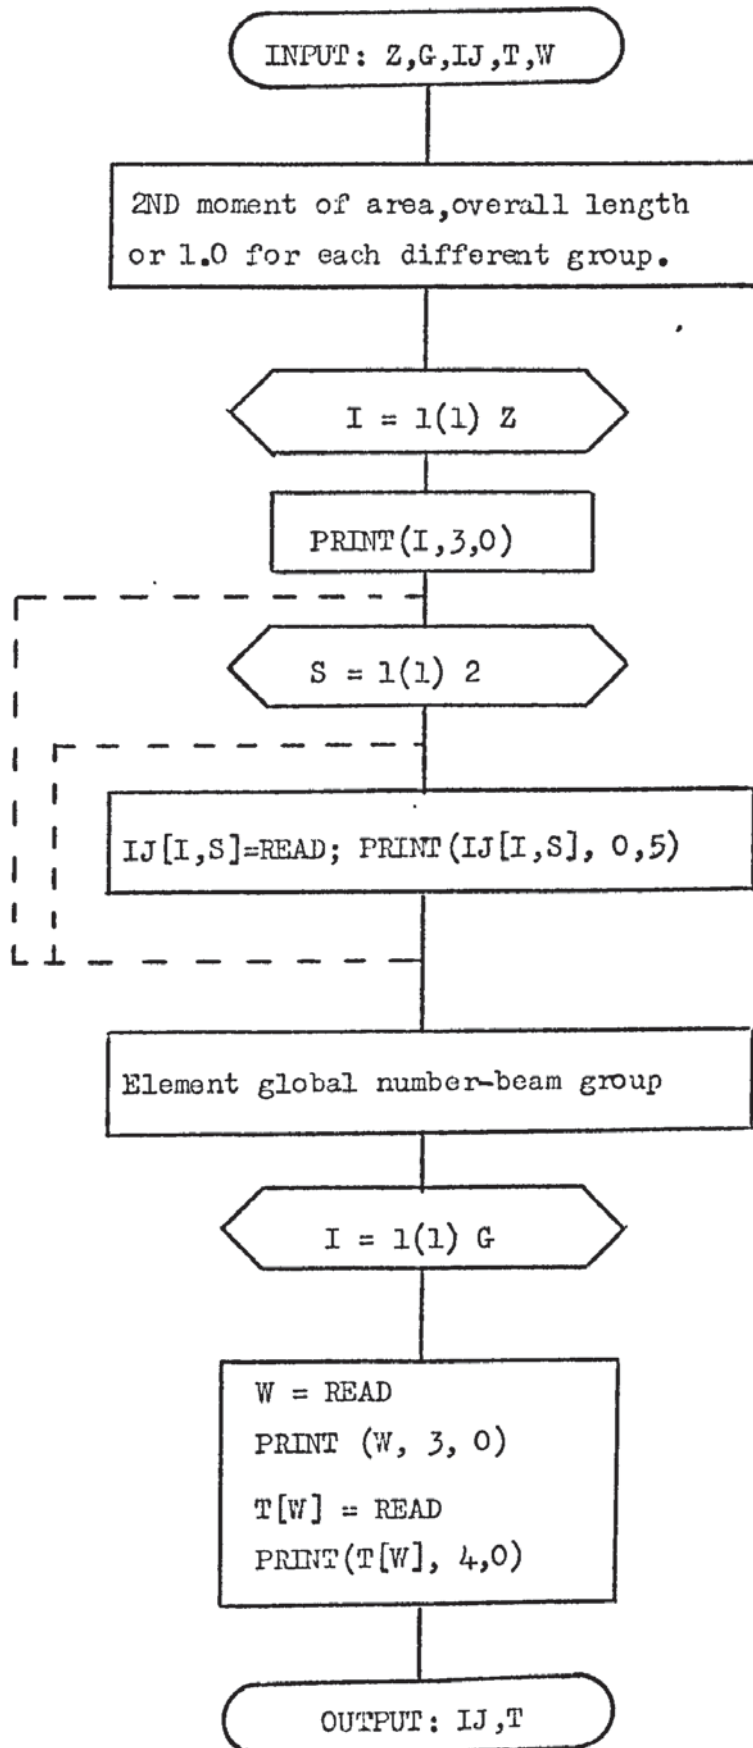 INPUT: Z,G,IJ,T,W
2ND moment of area,overall length
or 1.0 for each different group.
I = 1(1) Z
PRINT(I,3,0)
S = 1(1) 2
IJ[I,S]=READ; PRINT(IJ[I,S], 0,5)
Element global number-beam group
I = 1(1) G
W = READ
PRINT (W, 3, 0)
T[W] = READ
PRINT(T[W], 4,0)
OUTPUT: IJ,T